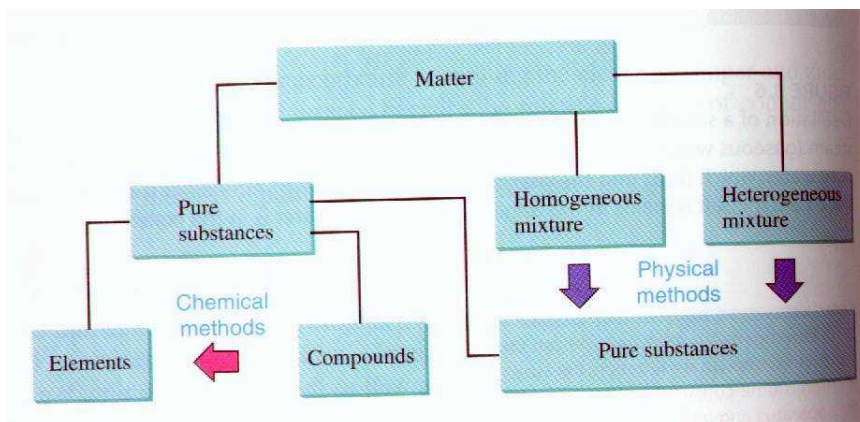 Matter
Pure
substances
Homogeneous
mixture
Heterogeneous
mixture
Chemical
methods
Physical
methods
Elements
Compounds
Pure substances